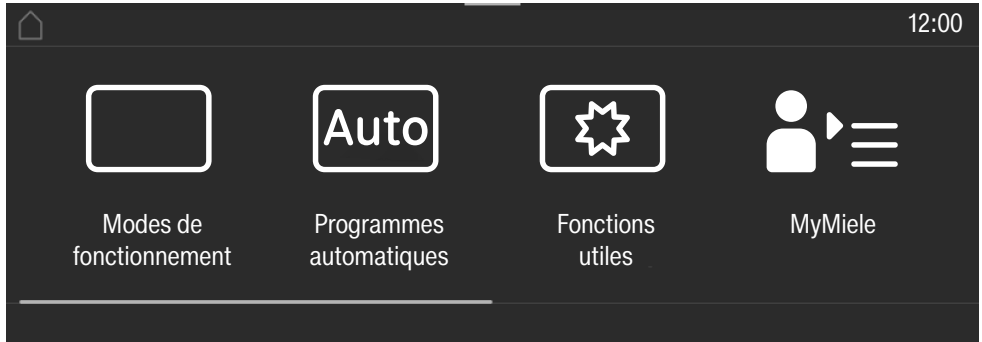 12:00
Auto
Modes de
fonctionnement
Programmes
automatiques
Fonctions
utiles
MyMiele